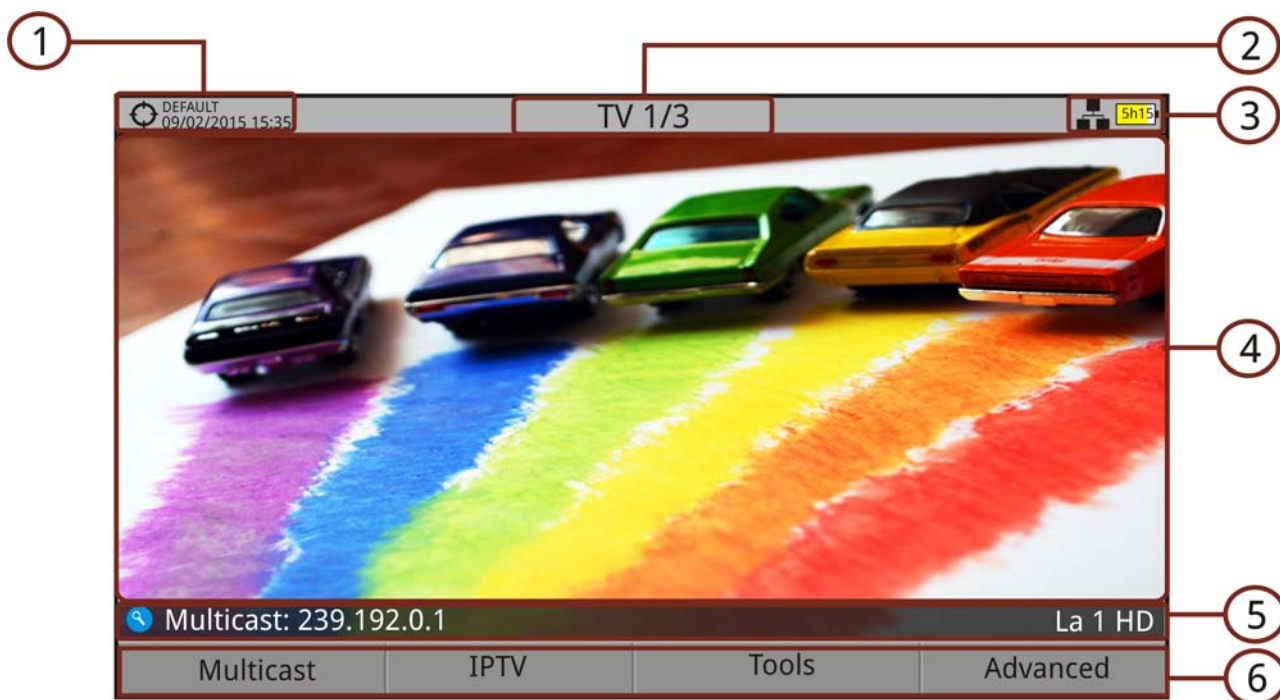 1
2
DEFAULT
09/02/2015 15:35
TV 1/3
5h15
3
4
Multicast: 239.192.0.1
La 1 HD
5
Multicast
IPTV
Tools
Advanced
6